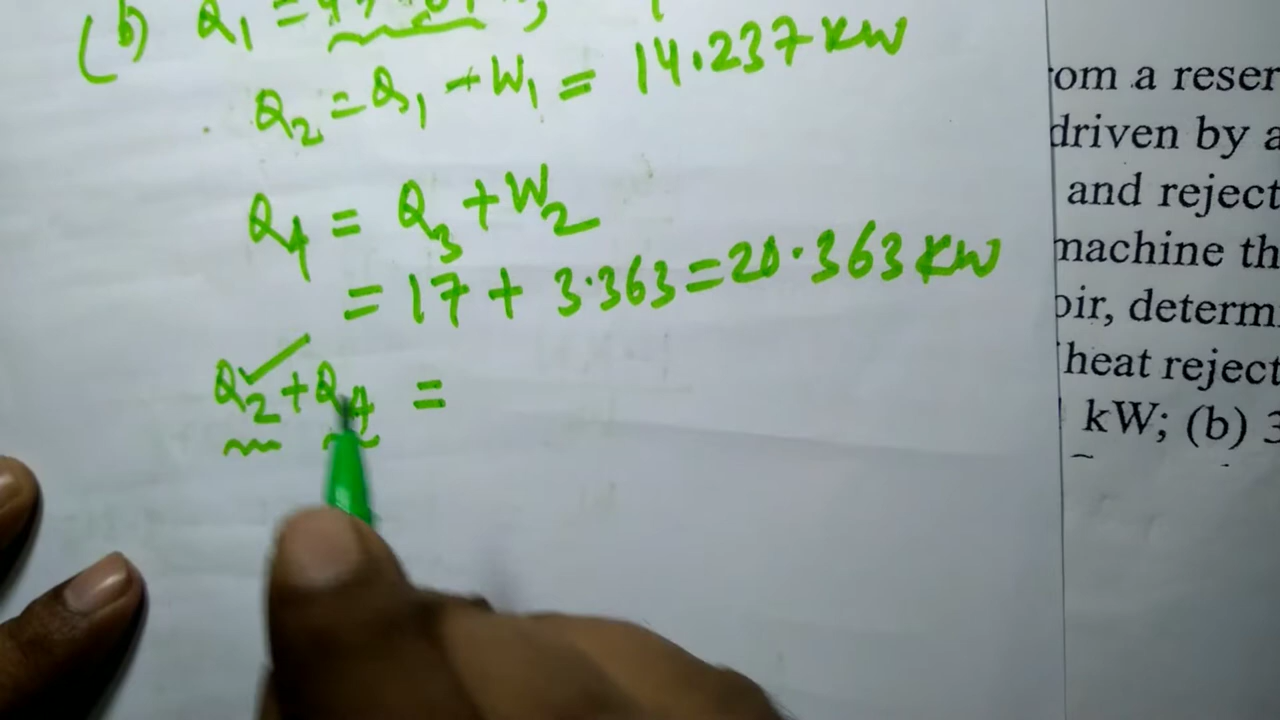 (b) Q1 =
Q2 = Q1 - W1 = 14.237 KW
Q4 = Q3 + W2
= 17 + 3.363 = 20.363 KW
Q2 + Q4 =
om a reser
driven by a
and reject
machine th
oir, determ
heat reject
kW; (b) 3